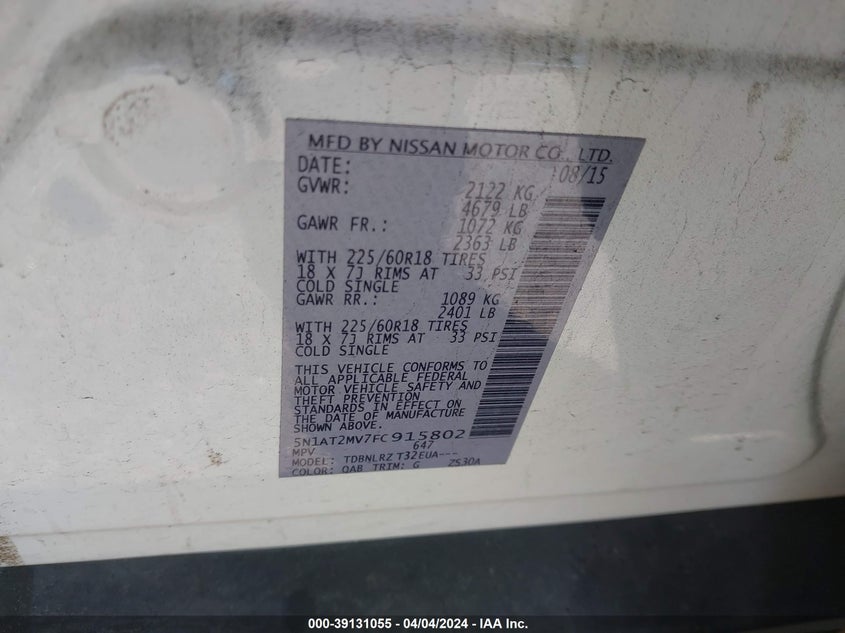 MFD BY NISSAN MOTOR CO., LTD.
DATE: 08/15
GVWR: 2122 KG
4679 LB
GAWR FR.: 1072 KG
2363 LB
WITH 225/60R18 TIRES
18 X 7J RIMS AT 33 PSI
COLD SINGLE
GAWR RR.: 1089 KG
2401 LB
WITH 225/60R18 TIRES
18 X 7J RIMS AT 33 PSI
COLD SINGLE
THIS VEHICLE CONFORMS TO
ALL APPLICABLE FEDERAL
MOTOR VEHICLE SAFETY AND
THEFT PREVENTION
STANDARDS IN EFFECT ON
THE DATE OF MANUFACTURE
SHOWN ABOVE.
5N1AT2MV7FC915802
MPV 647
MODEL: TDBNLRZ T32EUA---
COLOR: QAB TRIM: G ZS30A
000-39131055 - 04/04/2024 - IAA Inc.